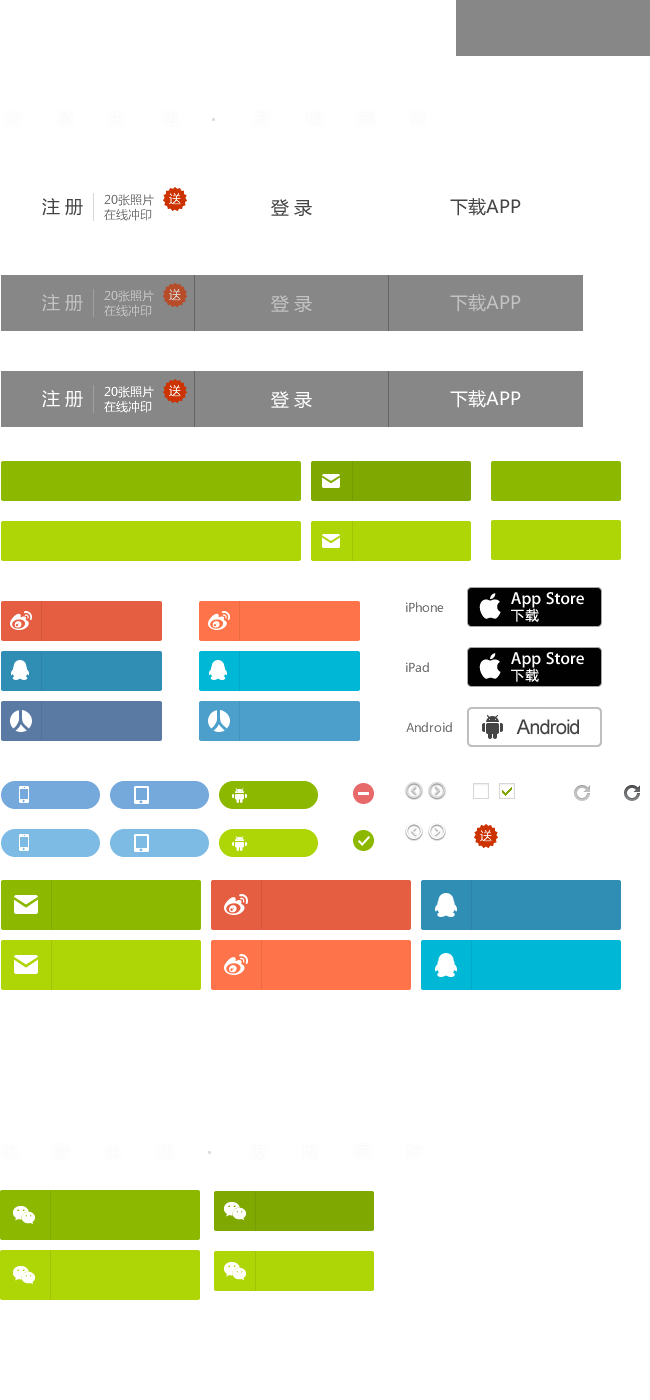 注 册
20张照片
在线冲印
送
登 录
下载APP
注 册
20张照片
在线冲印
送
登 录
下载APP
注 册
20张照片
在线冲印
送
登 录
下载APP
iPhone
App Store
下载
iPad
App Store
下载
Android
Android
送